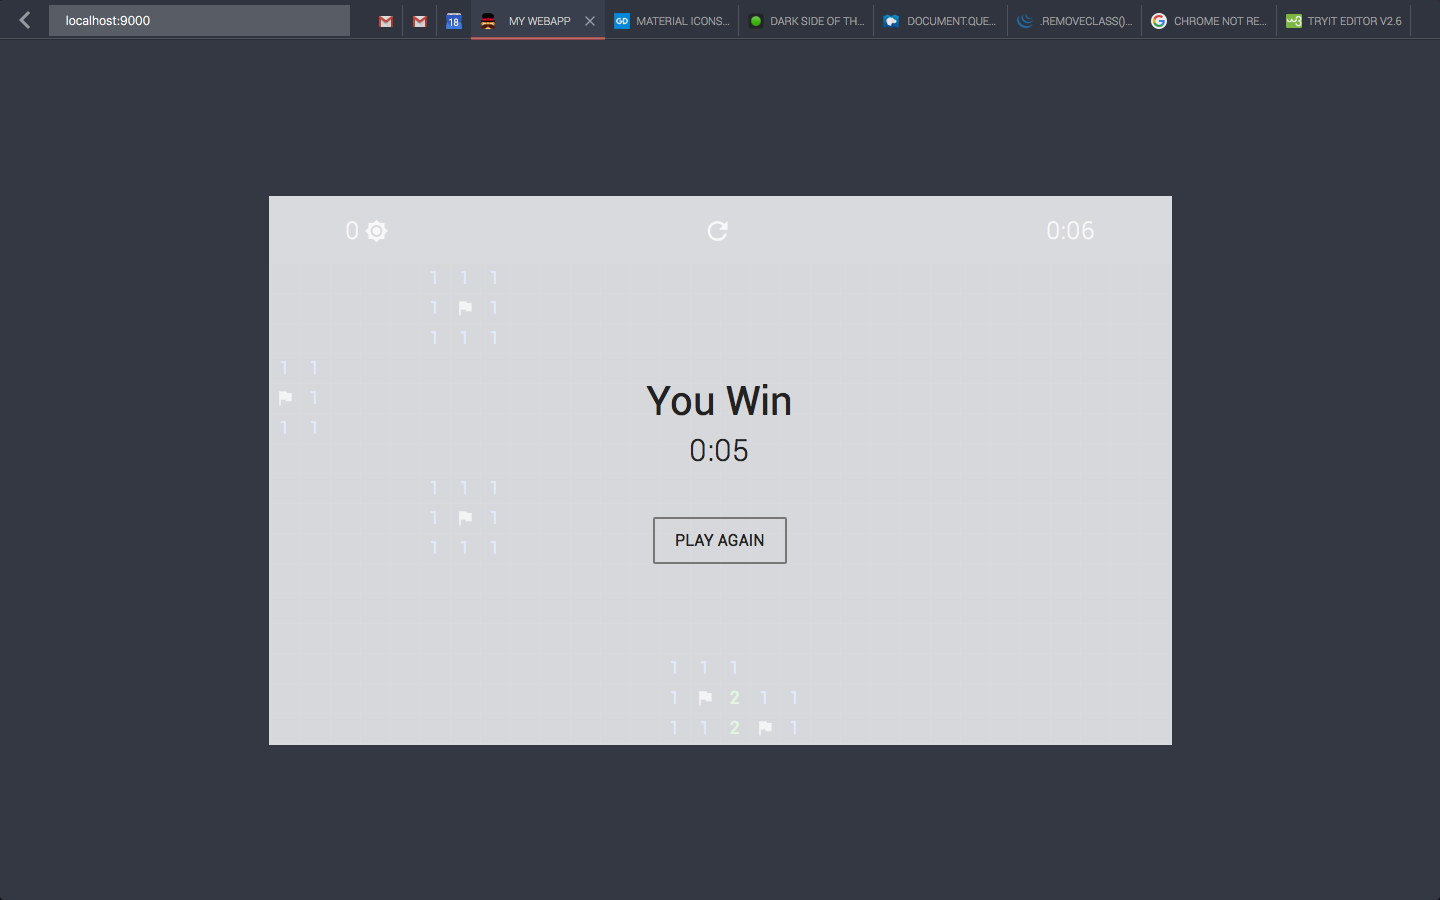 localhost:9000
18
MY WEBAPP
GD
MATERIAL ICONS...
DARK SIDE OF TH...
DOCUMENT.QUE...
.REMOVECLASS()...
CHROME NOT RE...
TRYIT EDITOR V2.6
0
0:06
1 1 1
1 1
1 1 1
1 1
1
1 1
You Win
0:05
1 1 1
1 1
1 1 1
PLAY AGAIN
1 1 1
1 2 1 1
1 1 2 1